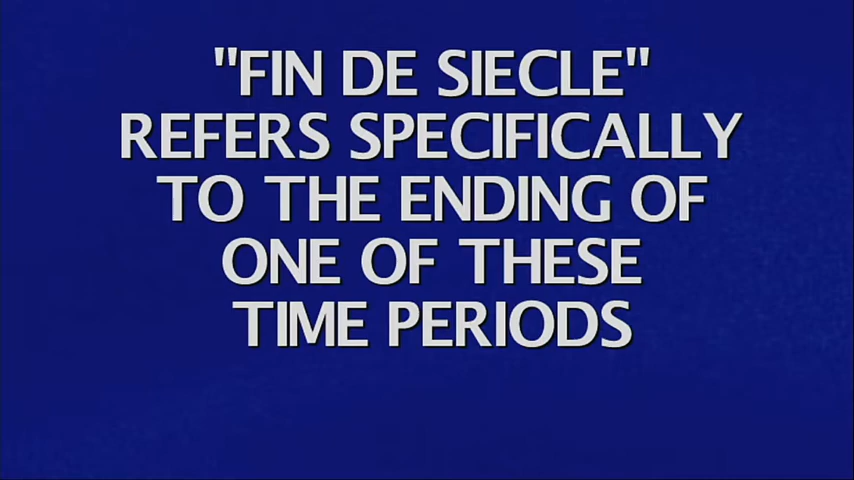 "FIN DE SIECLE"
REFERS SPECIFICALLY
TO THE ENDING OF
ONE OF THESE
TIME PERIODS